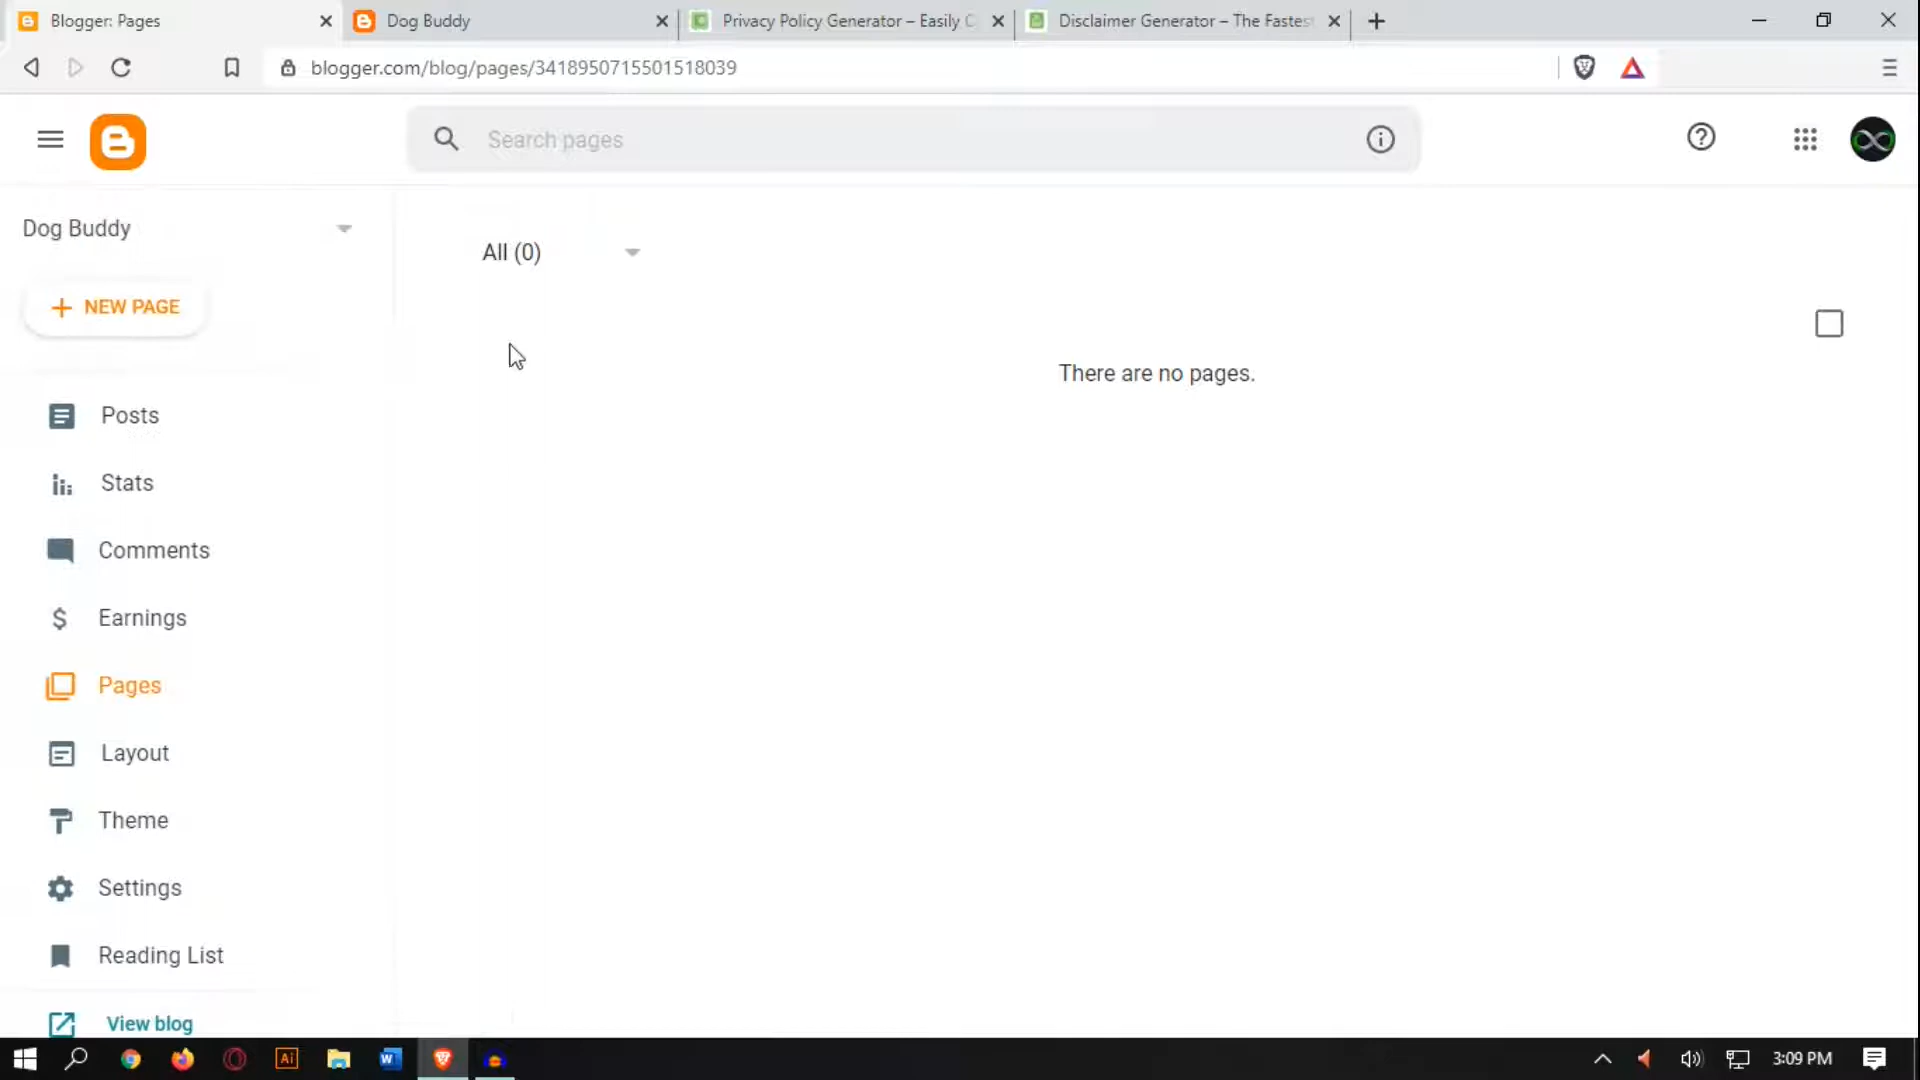 Blogger: Pages
Dog Buddy
Privacy Policy Generator – Easily C
Disclaimer Generator – The Fastest
blogger.com/blog/pages/3418950715501518039
Search pages
Dog Buddy
All (0)
NEW PAGE
There are no pages.
Posts
Stats
Comments
Earnings
Pages
Layout
Theme
Settings
Reading List
View blog
Ai
W
3:09 PM